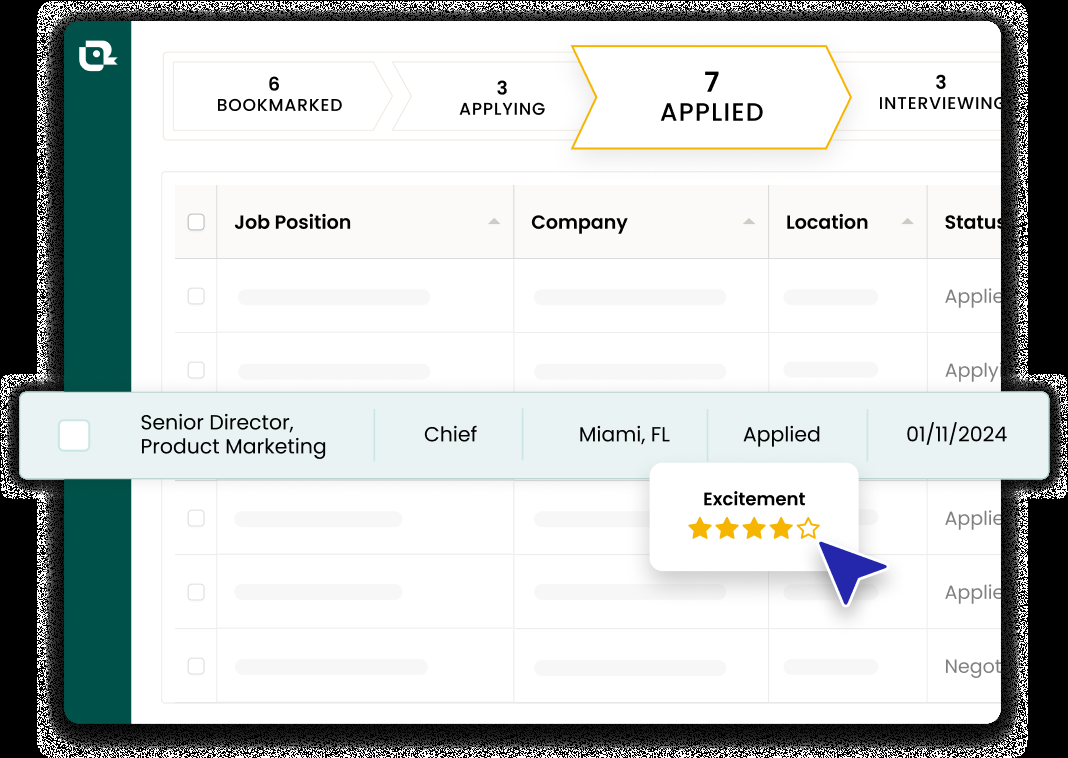 6
BOOKMARKED
3
APPLYING
7
APPLIED
3
INTERVIEWING
Job Position
Company
Location
Status
Applie
Apply
Senior Director,
Product Marketing
Chief
Miami, FL
Applied
01/11/2024
Excitement
Applie
Applie
Negot